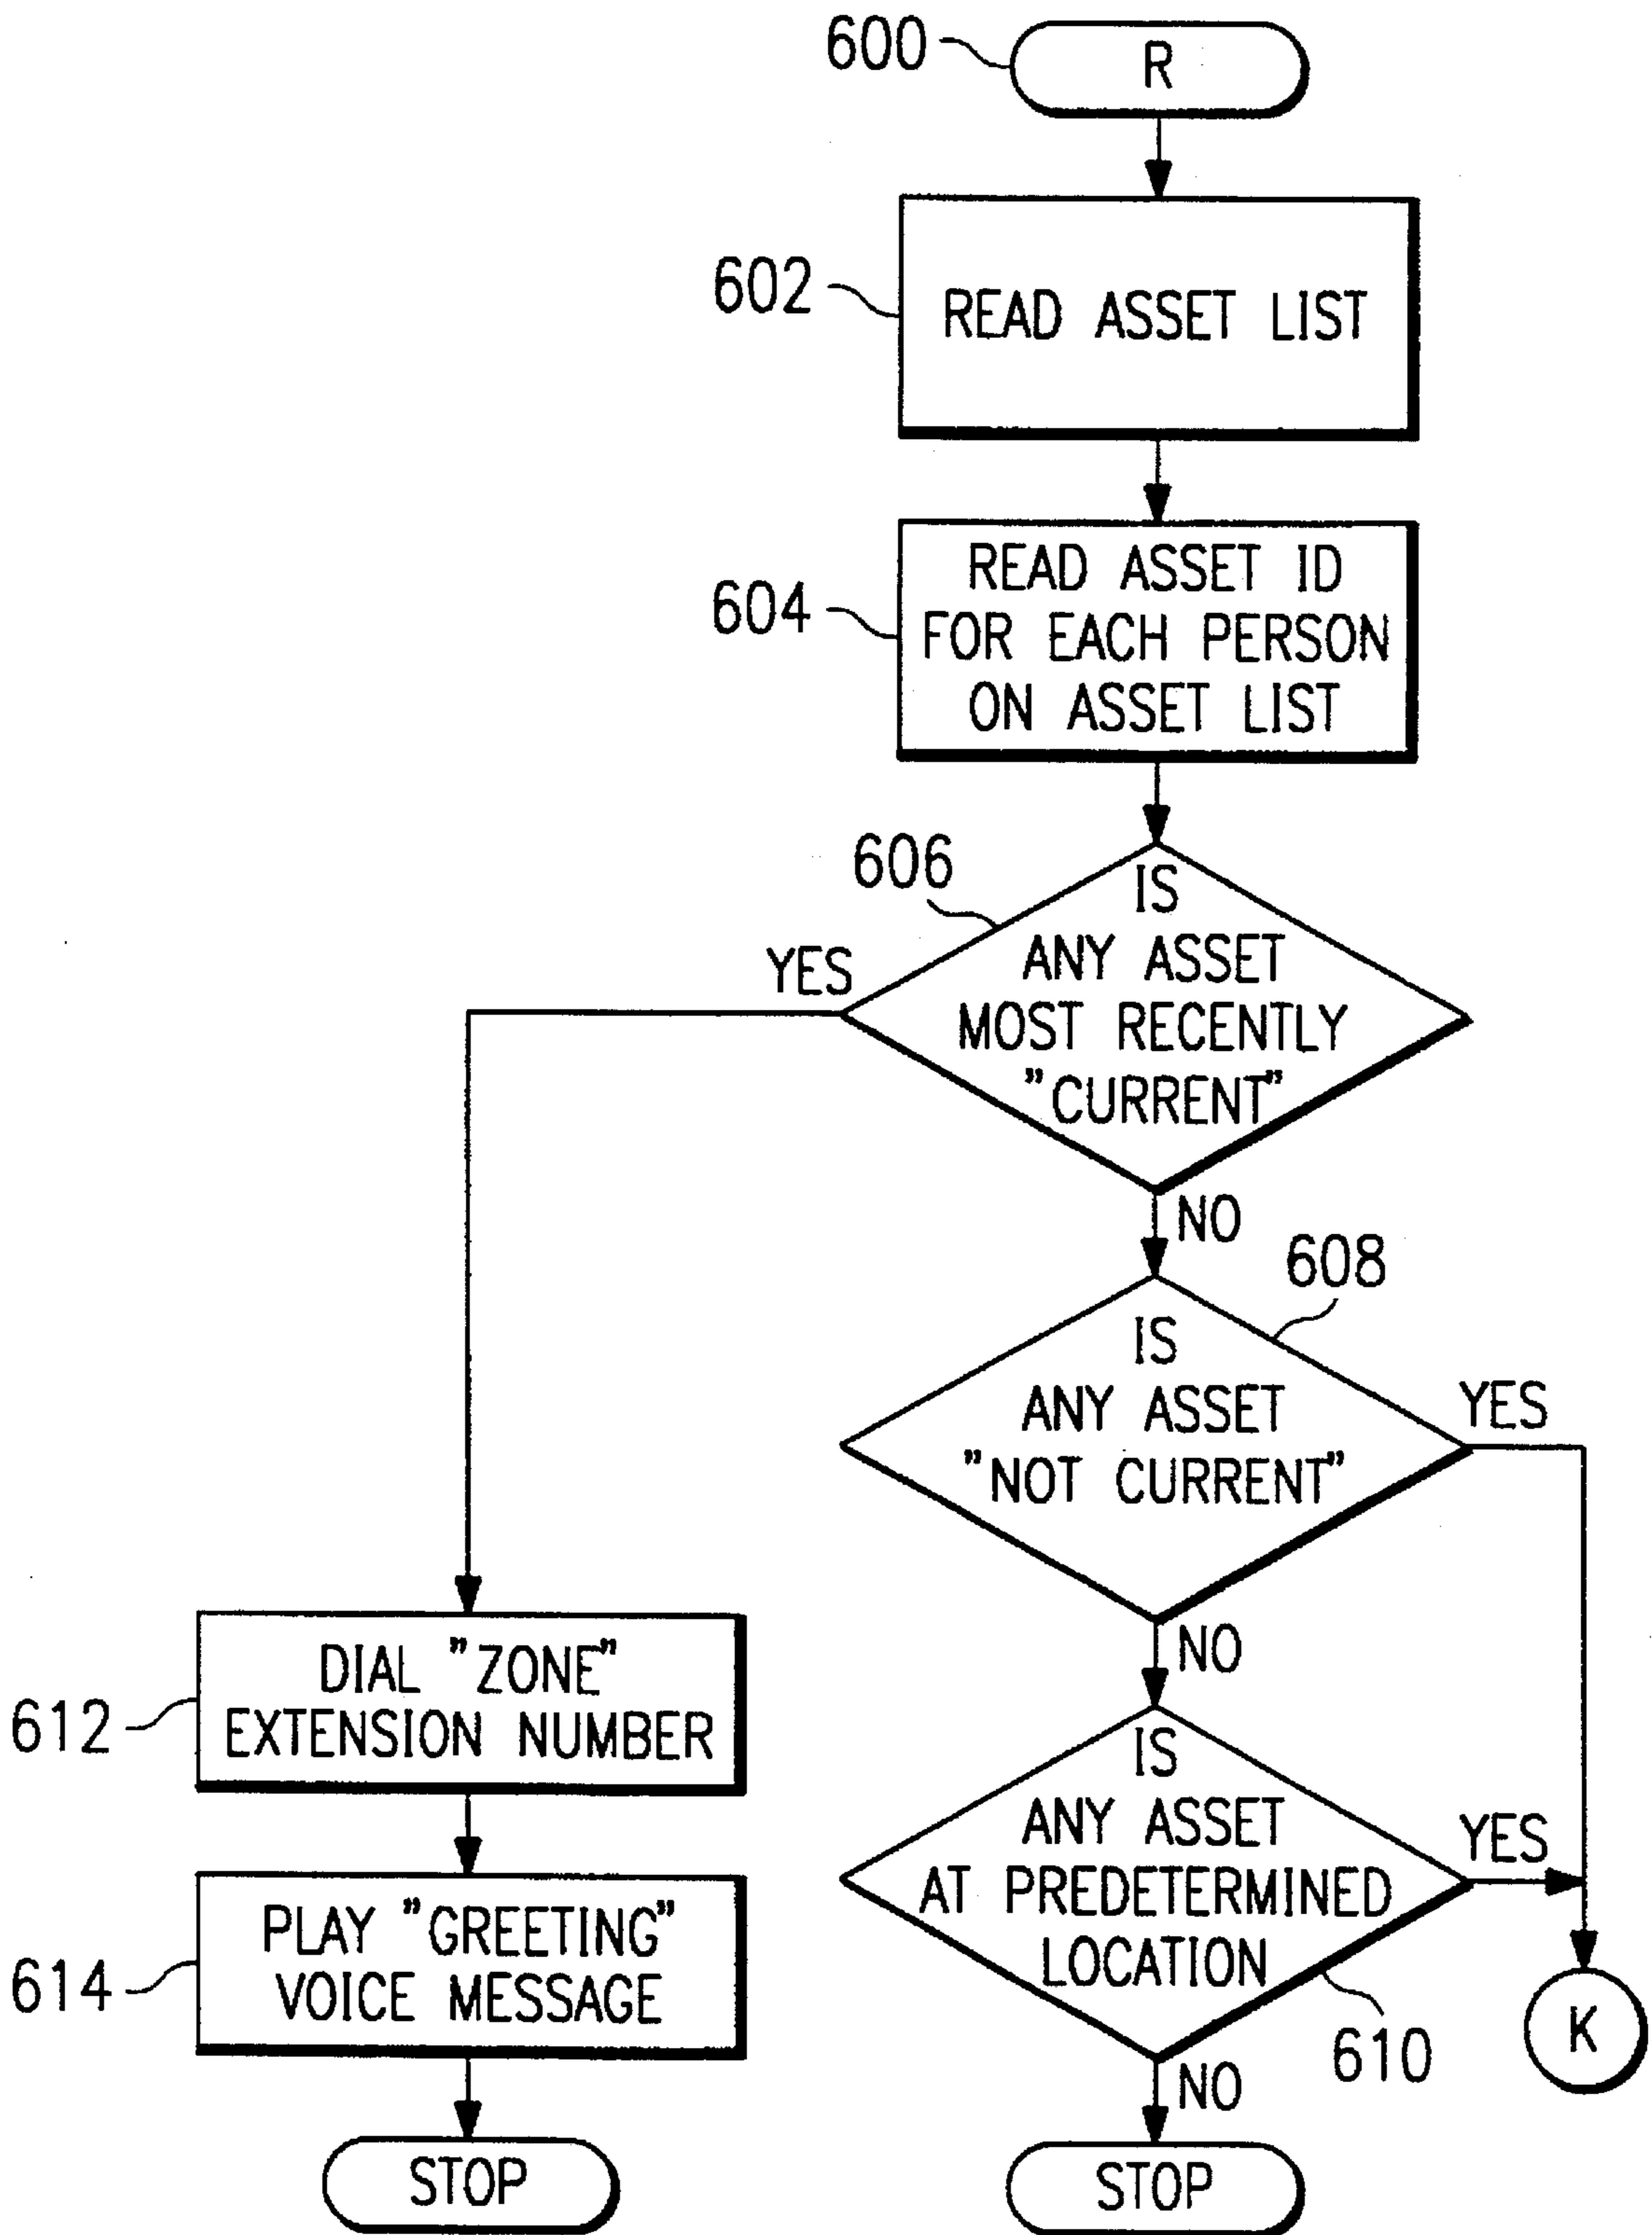 600
R
602
READ ASSET LIST
604
READ ASSET ID
FOR EACH PERSON
ON ASSET LIST
606
IS
ANY ASSET
MOST RECENTLY
"CURRENT"
YES
NO
608
IS
ANY ASSET
"NOT CURRENT"
YES
NO
IS
ANY ASSET
AT PREDETERMINED
LOCATION
YES
610
NO
K
STOP
612
DIAL "ZONE"
EXTENSION NUMBER
614
PLAY "GREETING"
VOICE MESSAGE
STOP